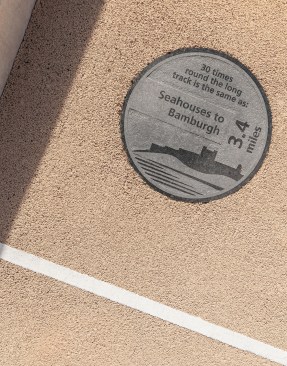 30 times
round the long
track is the same as:
Seahouses to
Bamburgh
3.4
miles